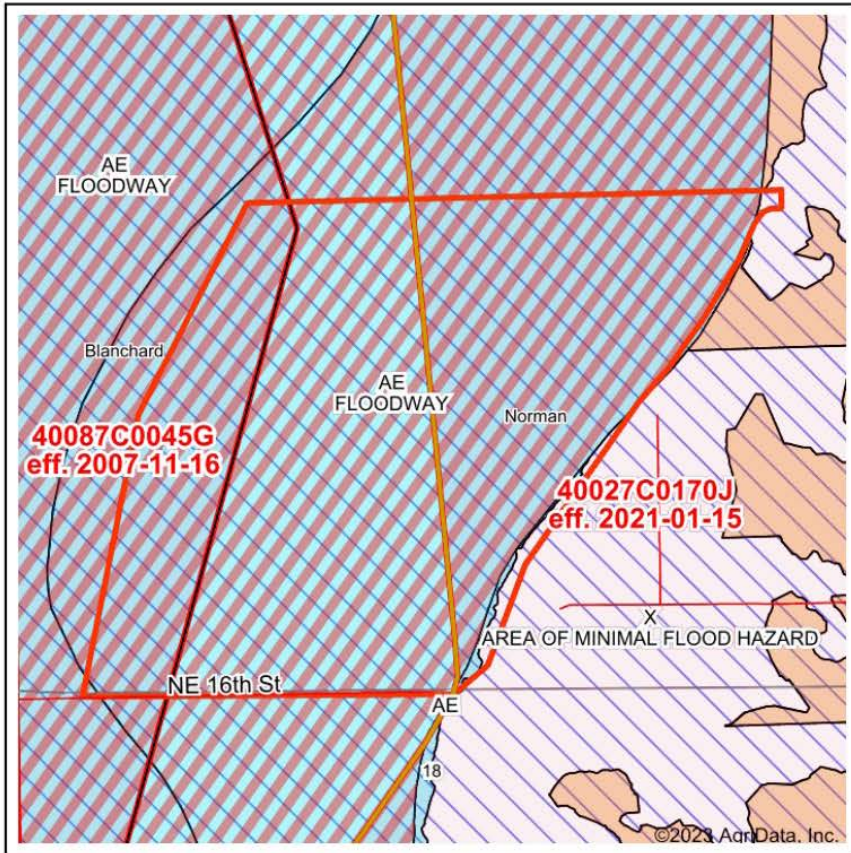 AE
FLOODWAY
Blanchard
AE
FLOODWAY
Norman
40087C0045G
eff. 2007-11-16
40027C0170J
eff. 2021-01-15
X
AREA OF MINIMAL FLOOD HAZARD
NE 16th St
AE
18
©2023 AgriData, Inc.